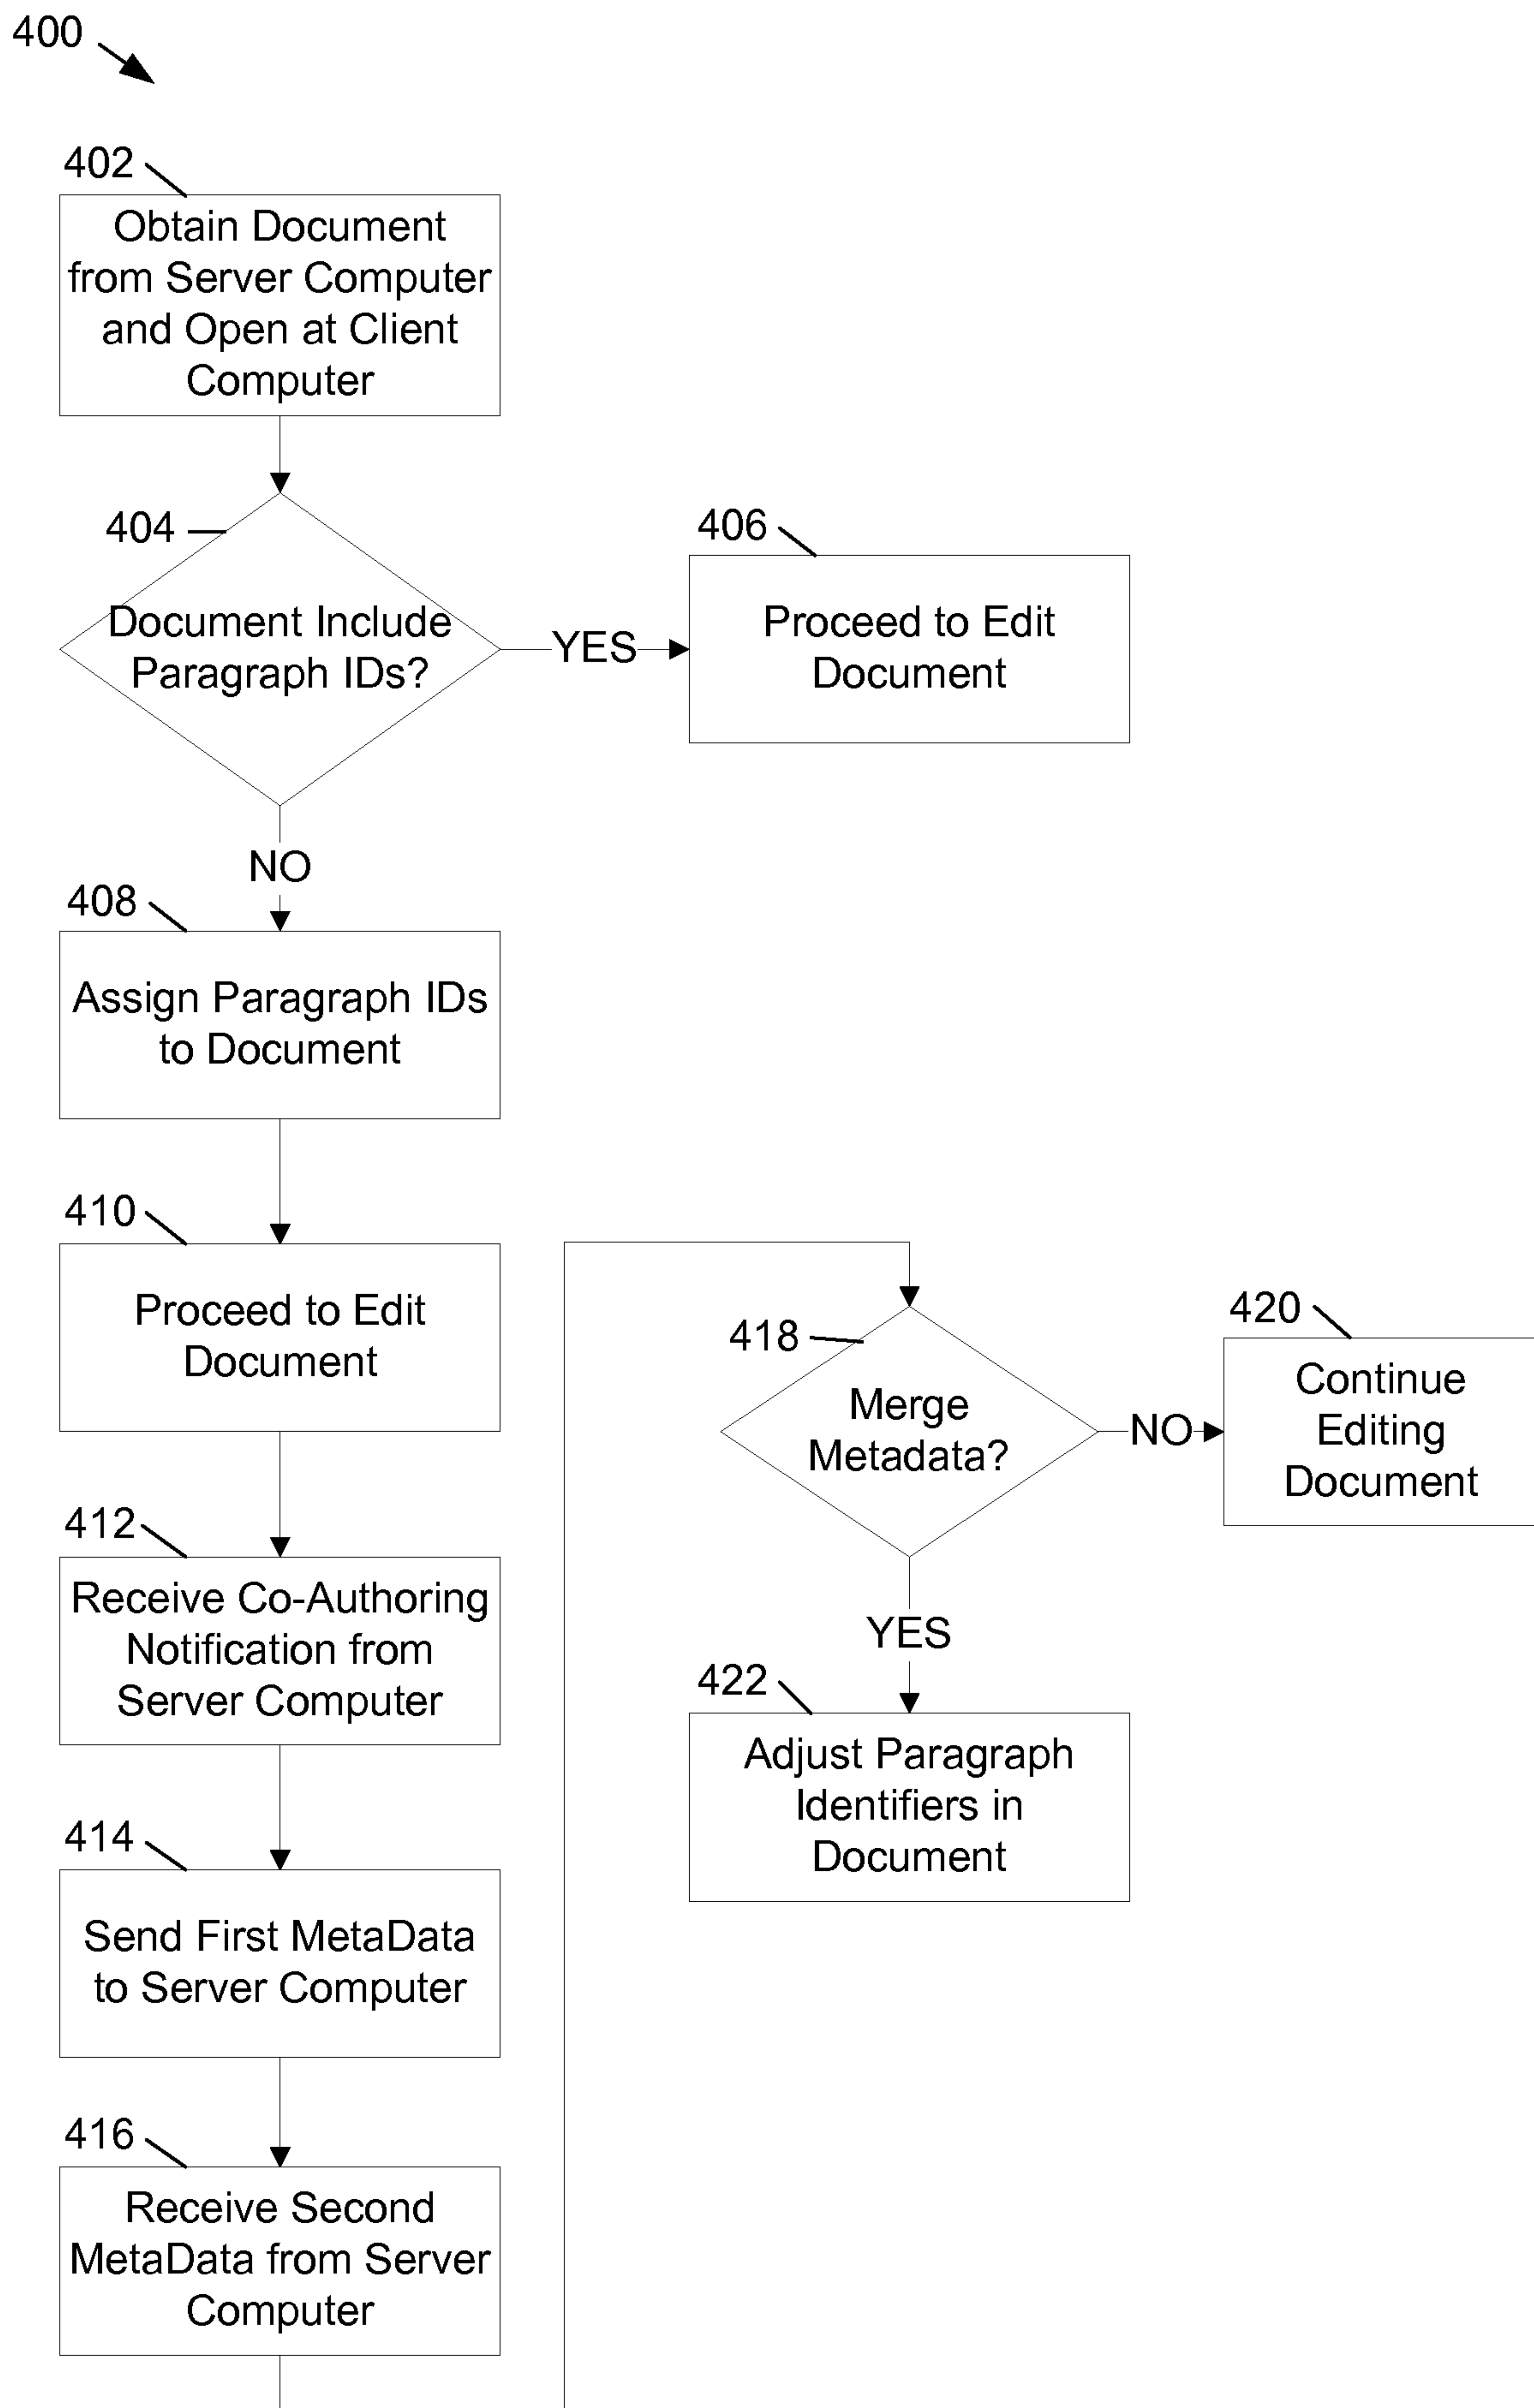 400
402
Obtain Document
from Server Computer
and Open at Client
Computer
404
Document Include
Paragraph IDs?
YES
406
Proceed to Edit
Document
NO
408
Assign Paragraph IDs
to Document
410
Proceed to Edit
Document
412
Receive Co-Authoring
Notification from
Server Computer
414
Send First MetaData
to Server Computer
416
Receive Second
MetaData from Server
Computer
418
Merge
Metadata?
NO
420
Continue
Editing
Document
YES
422
Adjust Paragraph
Identifiers in
Document